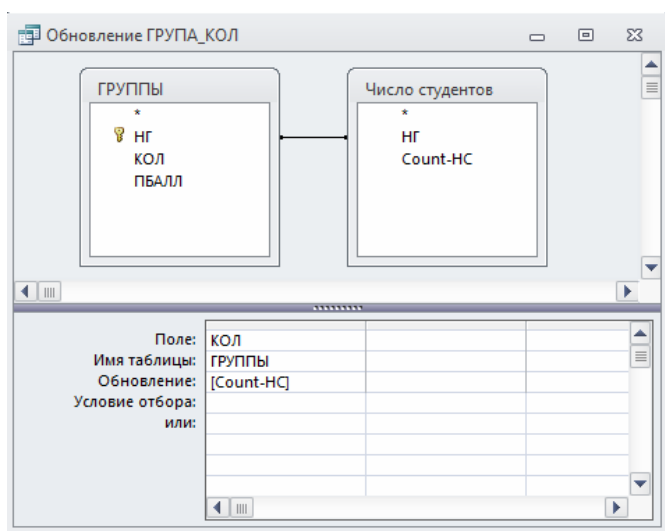 Обновление ГРУПА_КОЛ
ГРУППЫ
*
НГ
КОЛ
ПБАЛЛ
Число студентов
*
НГ
Count-НС
Поле: КОЛ
Имя таблицы: ГРУППЫ
Обновление: [Count-НС]
Условие отбора:
или: